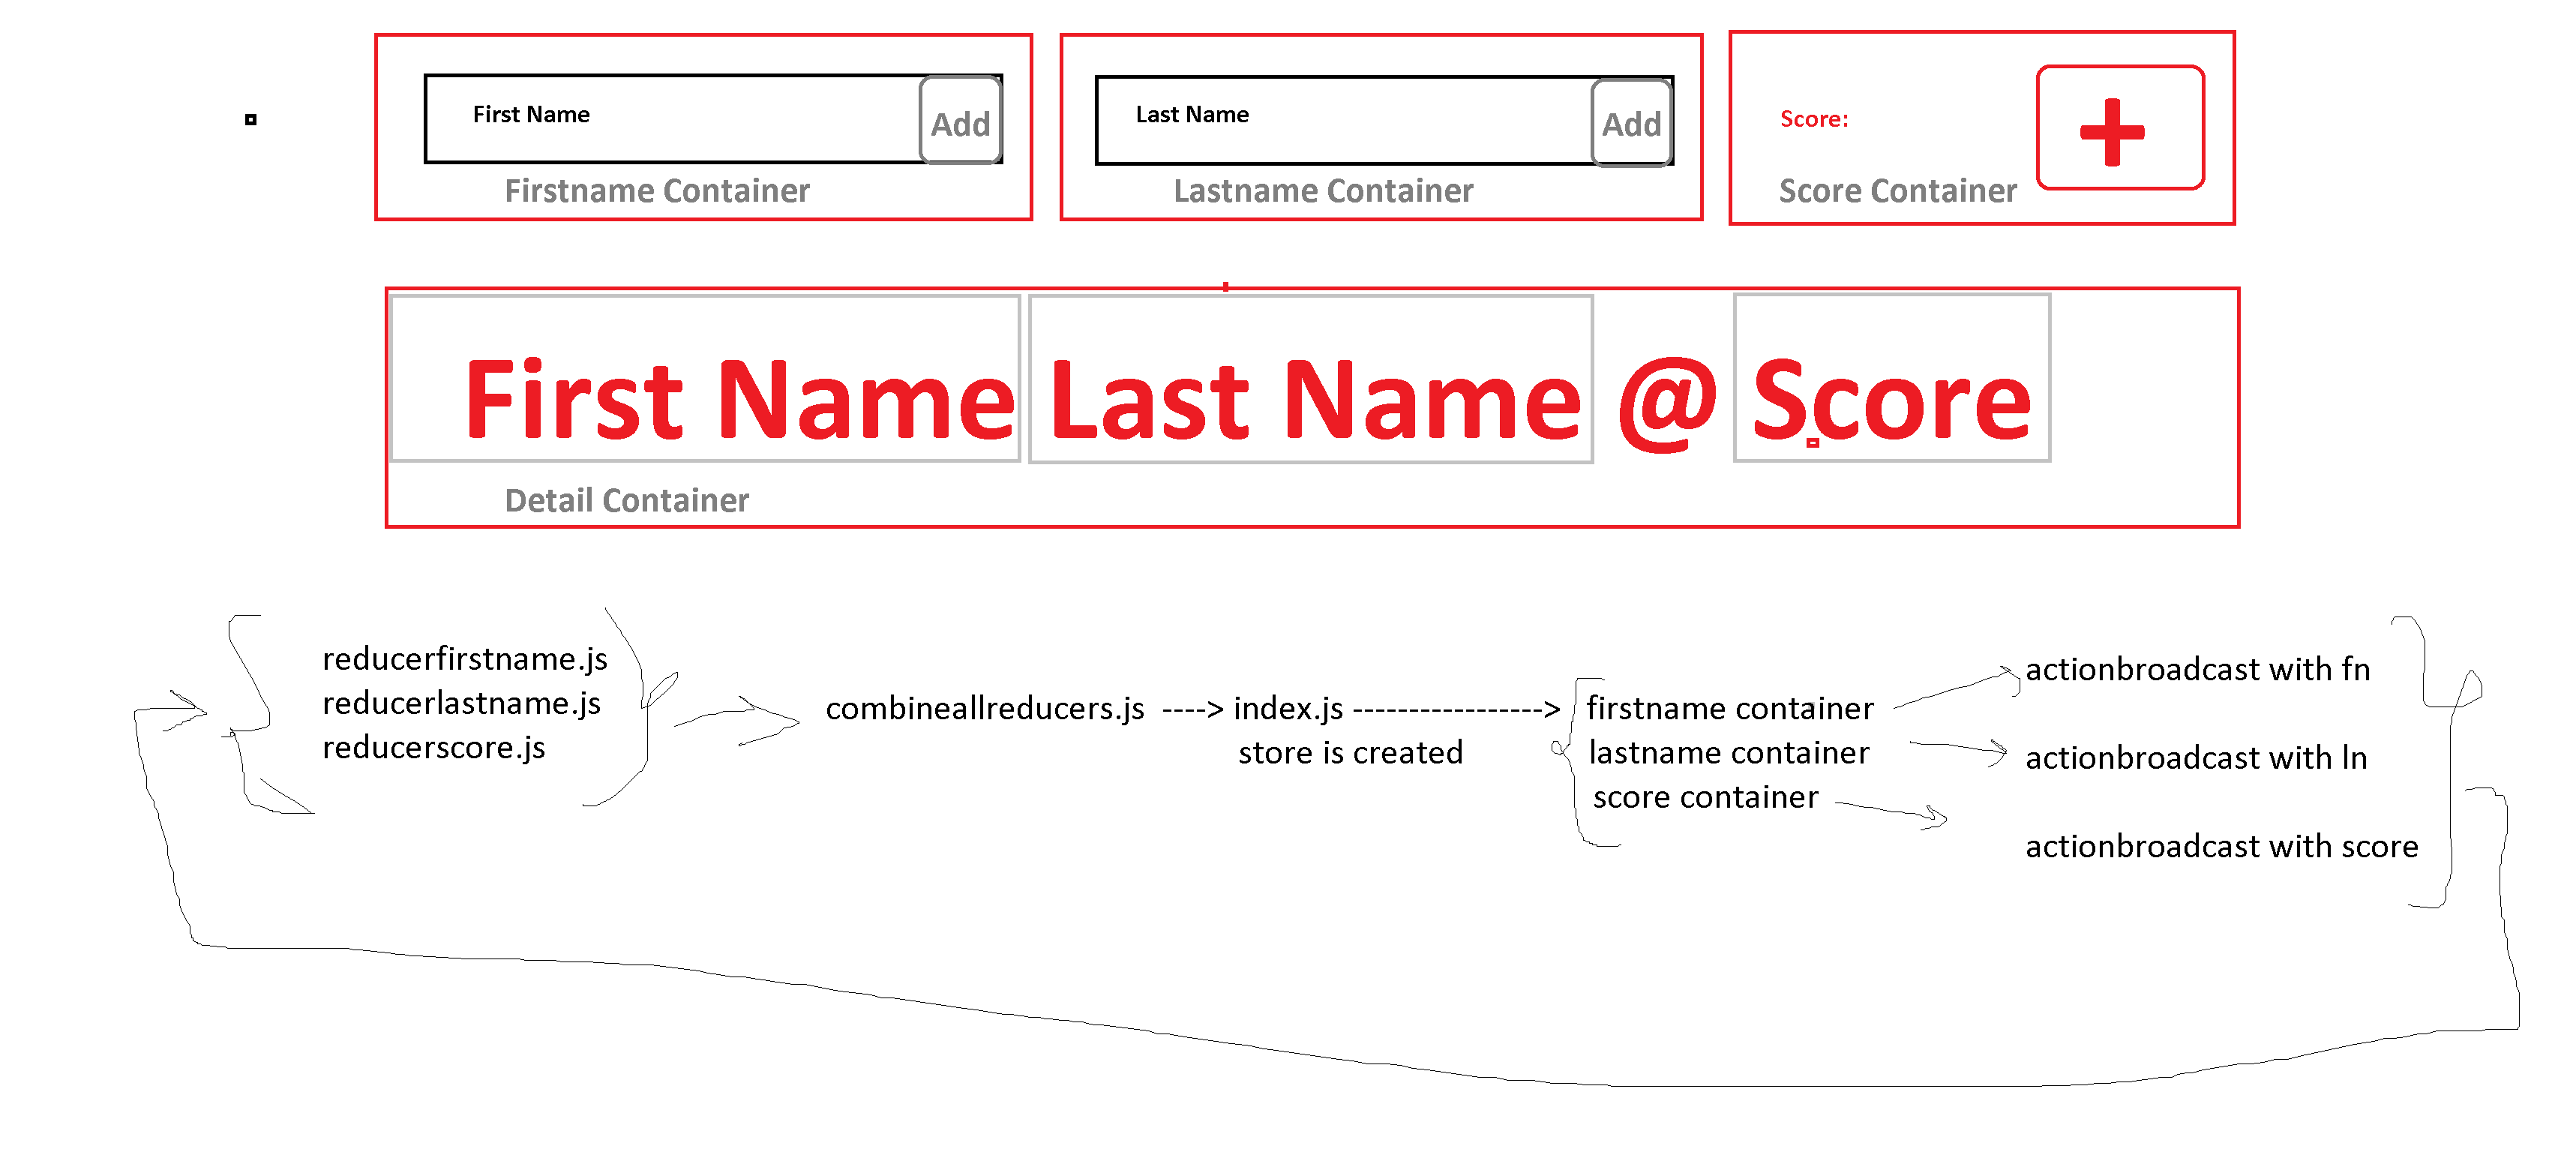 First Name
Add
Firstname Container
Last Name
Add
Lastname Container
Score:
+
Score Container
First Name Last Name @ Score
Detail Container
reducerfirstname.js
reducerlastname.js
reducerscore.js
combineallreducers.js ----> index.js ----------------->
store is created
firstname container
lastname container
score container
actionbroadcast with fn
actionbroadcast with ln
actionbroadcast with score